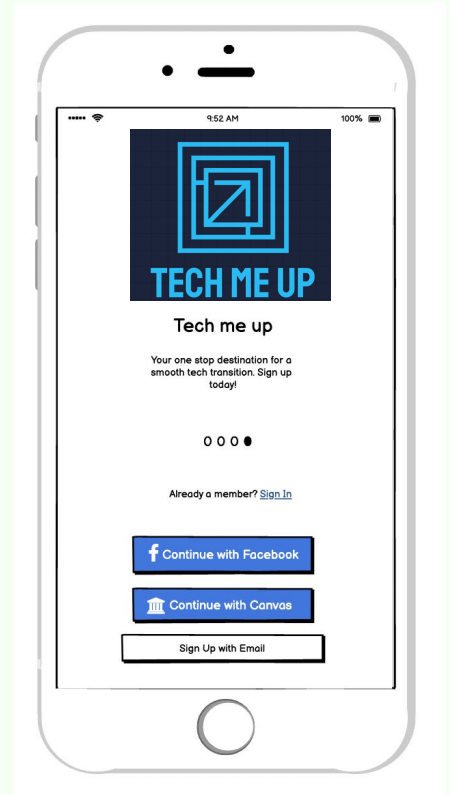 9:52 AM 100%
TECH ME UP
Tech me up
Your one stop destination for a
smooth tech transition. Sign up
today!
Already a member? Sign In
Continue with Facebook
Continue with Canvas
Sign Up with Email